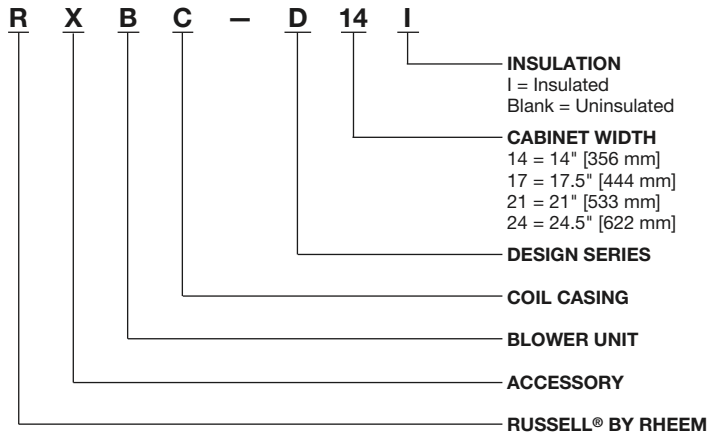 R X B C — D 14 I
INSULATION
I = Insulated
Blank = Uninsulated
CABINET WIDTH
14 = 14" [356 mm]
17 = 17.5" [444 mm]
21 = 21" [533 mm]
24 = 24.5" [622 mm]
DESIGN SERIES
COIL CASING
BLOWER UNIT
ACCESSORY
RUSSELL® BY RHEEM